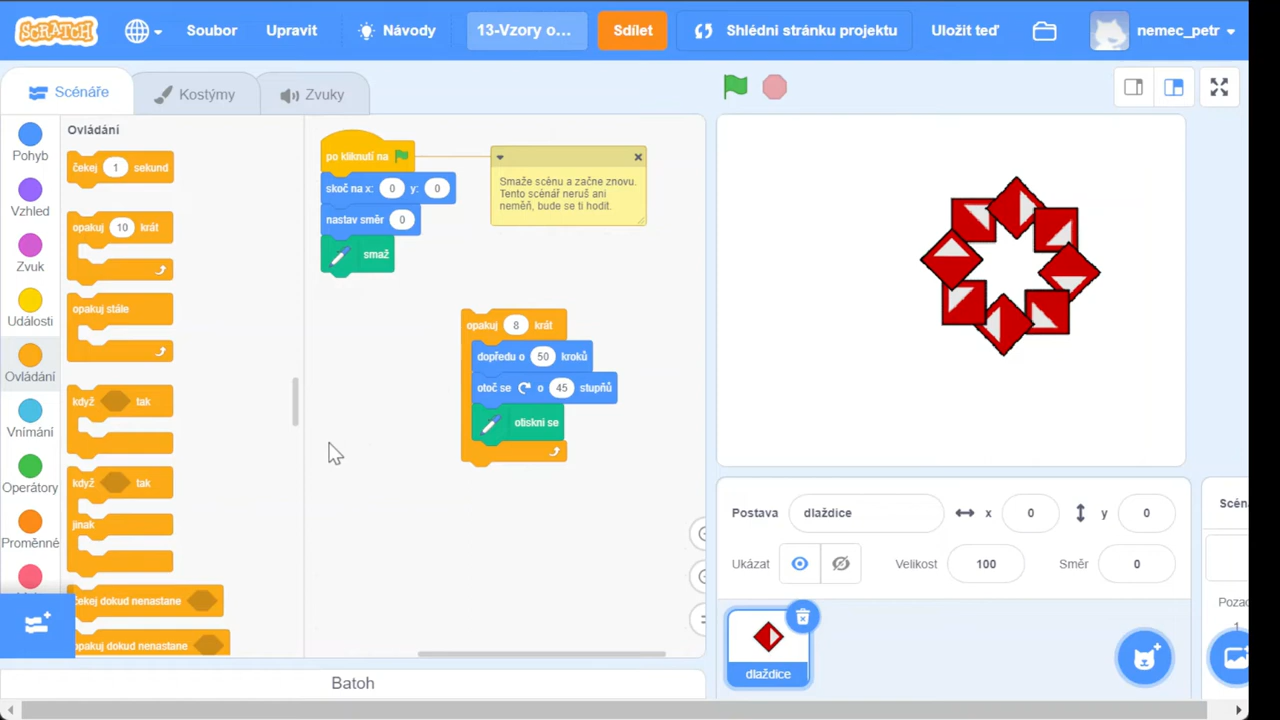 SCRATCH
Soubor
Upravit
Návody
13-Vzory o...
Sdílet
Shlédni stránku projektu
Uložit teď
nemec_petr
Scénáře
Kostýmy
Zvuky
Pohyb
Vzhled
Zvuk
Události
Ovládání
Vnímání
Operátory
Proměnné
Ovládání
čekej 1 sekund
opakuj 10 krát
opakuj stále
když tak
když tak
jinak
čekej dokud nenastane
opakuj dokud nenastane
po kliknutí na
skoč na x: 0 y: 0
nastav směr 0
smaž
Smaže scénu a začne znovu.
Tento scénář neruš ani
neměň, bude se ti hodit.
opakuj 8 krát
dopředu o 50 kroků
otoč se o 45 stupňů
otiskni se
Batoh
Postava dlaždice x 0 y 0
Ukázat Velikost 100 Směr 0
dlaždice
Scén
Pozad
1